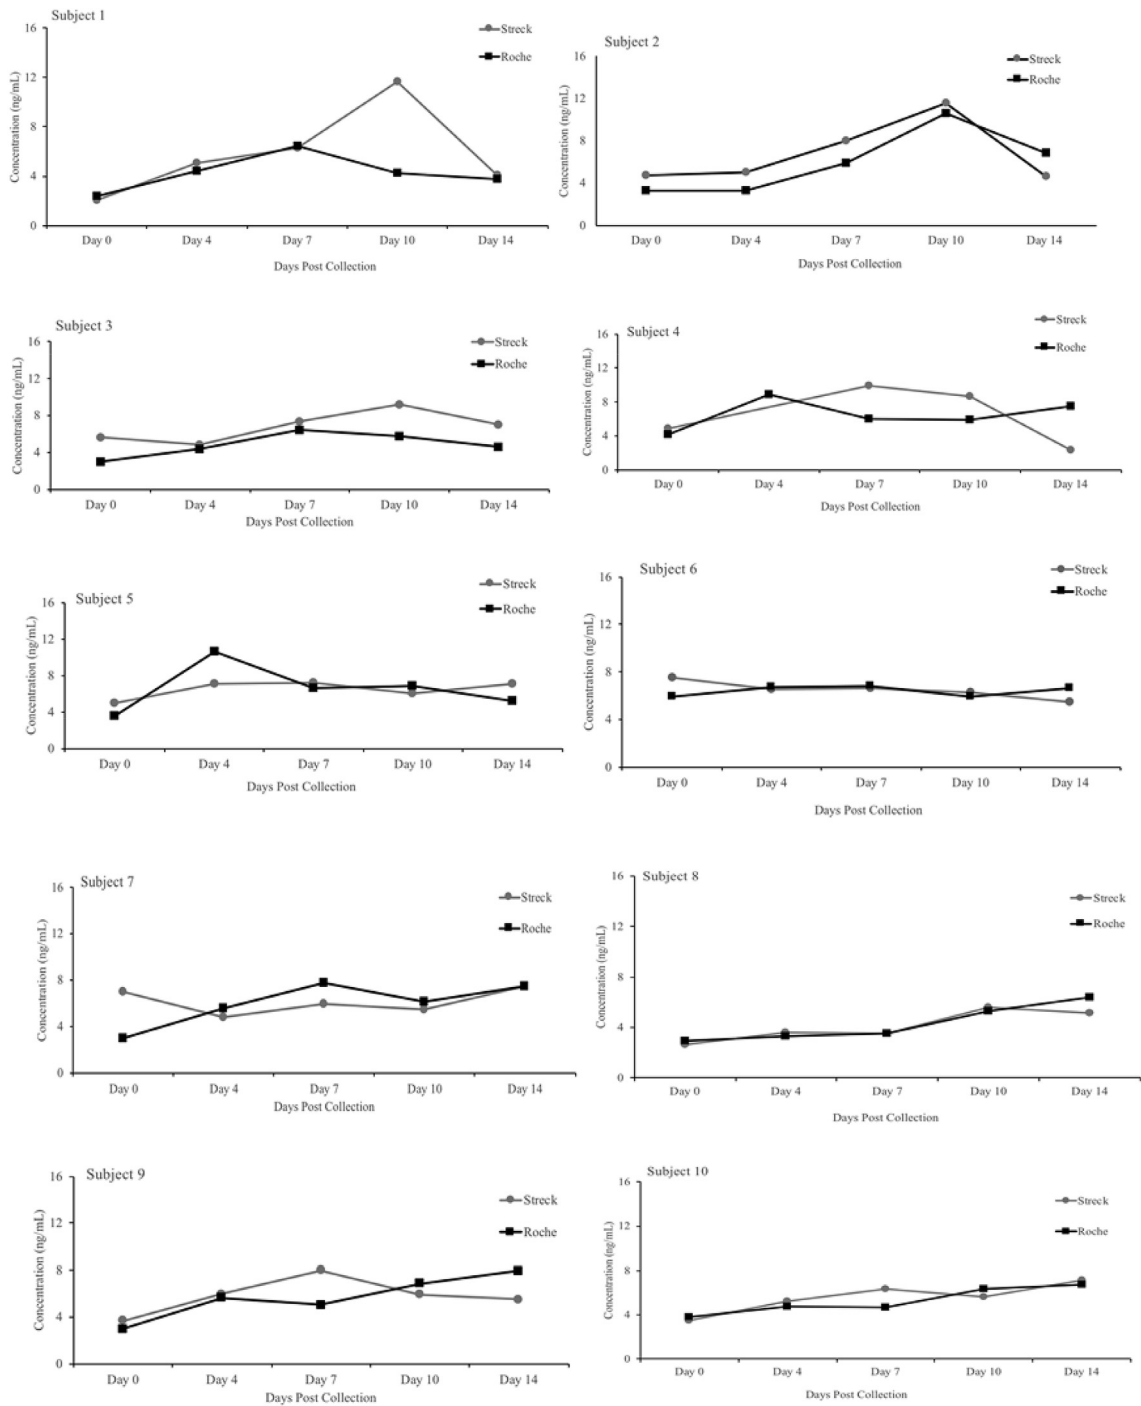 Subject 1
Streck
Roche
Concentration (ng/mL)
16
12
8
4
0
Day 0 Day 4 Day 7 Day 10 Day 14
Days Post Collection
Subject 2
Streck
Roche
Concentration (ng/mL)
16
12
8
4
0
Day 0 Day 4 Day 7 Day 10 Day 14
Days Post Collection
Subject 3
Streck
Roche
Concentration (ng/mL)
16
12
8
4
0
Day 0 Day 4 Day 7 Day 10 Day 14
Days Post Collection
Subject 4
Streck
Roche
Concentration (ng/mL)
16
12
8
4
0
Day 0 Day 4 Day 7 Day 10 Day 14
Days Post Collection
Subject 5
Streck
Roche
Concentration (ng/mL)
16
12
8
4
0
Day 0 Day 4 Day 7 Day 10 Day 14
Days Post Collection
Subject 6
Streck
Roche
Concentration (ng/mL)
16
12
8
4
0
Day 0 Day 4 Day 7 Day 10 Day 14
Days Post Collection
Subject 7
Streck
Roche
Concentration (ng/mL)
16
12
8
4
0
Day 0 Day 4 Day 7 Day 10 Day 14
Days Post Collection
Subject 8
Streck
Roche
Concentration (ng/mL)
16
12
8
4
0
Day 0 Day 4 Day 7 Day 10 Day 14
Days Post Collection
Subject 9
Streck
Roche
Concentration (ng/mL)
16
12
8
4
0
Day 0 Day 4 Day 7 Day 10 Day 14
Days Post Collection
Subject 10
Streck
Roche
Concentration (ng/mL)
16
12
8
4
0
Day 0 Day 4 Day 7 Day 10 Day 14
Days Post Collection